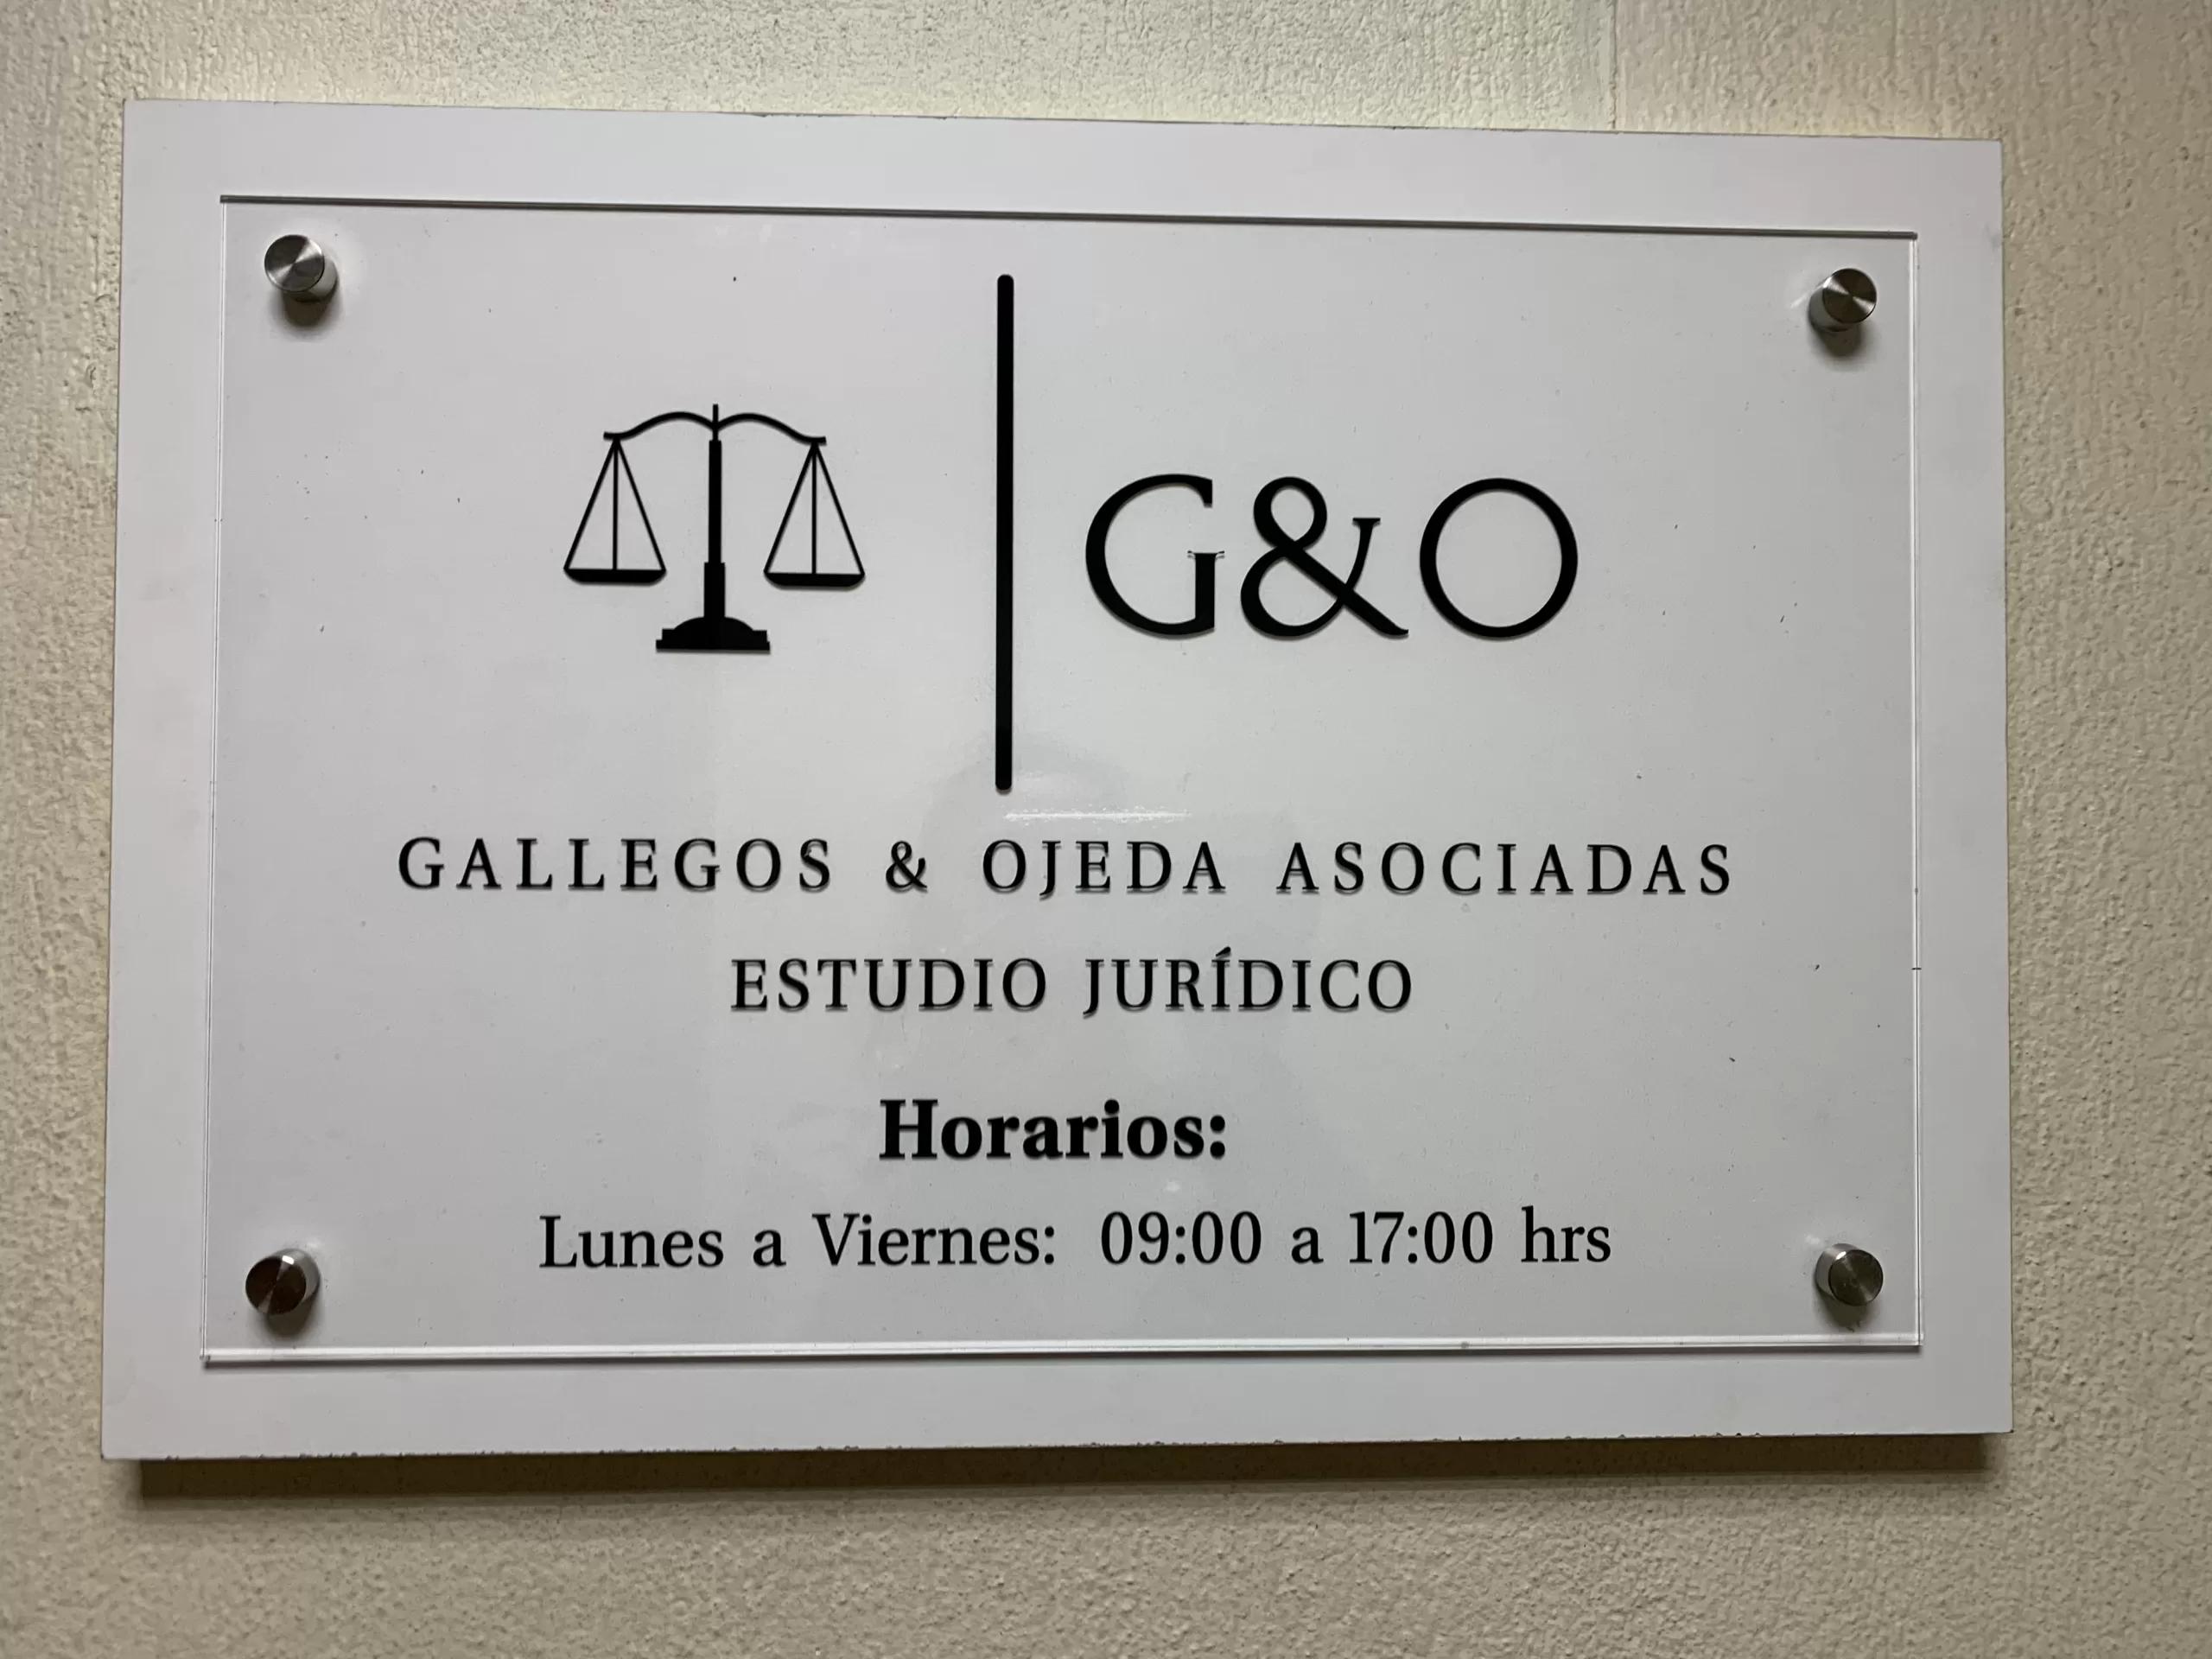 G&O
GALLEGOS & OJEDA ASOCIADAS
ESTUDIO JURÍDICO
Horarios:
Lunes a Viernes: 09:00 a 17:00 hrs